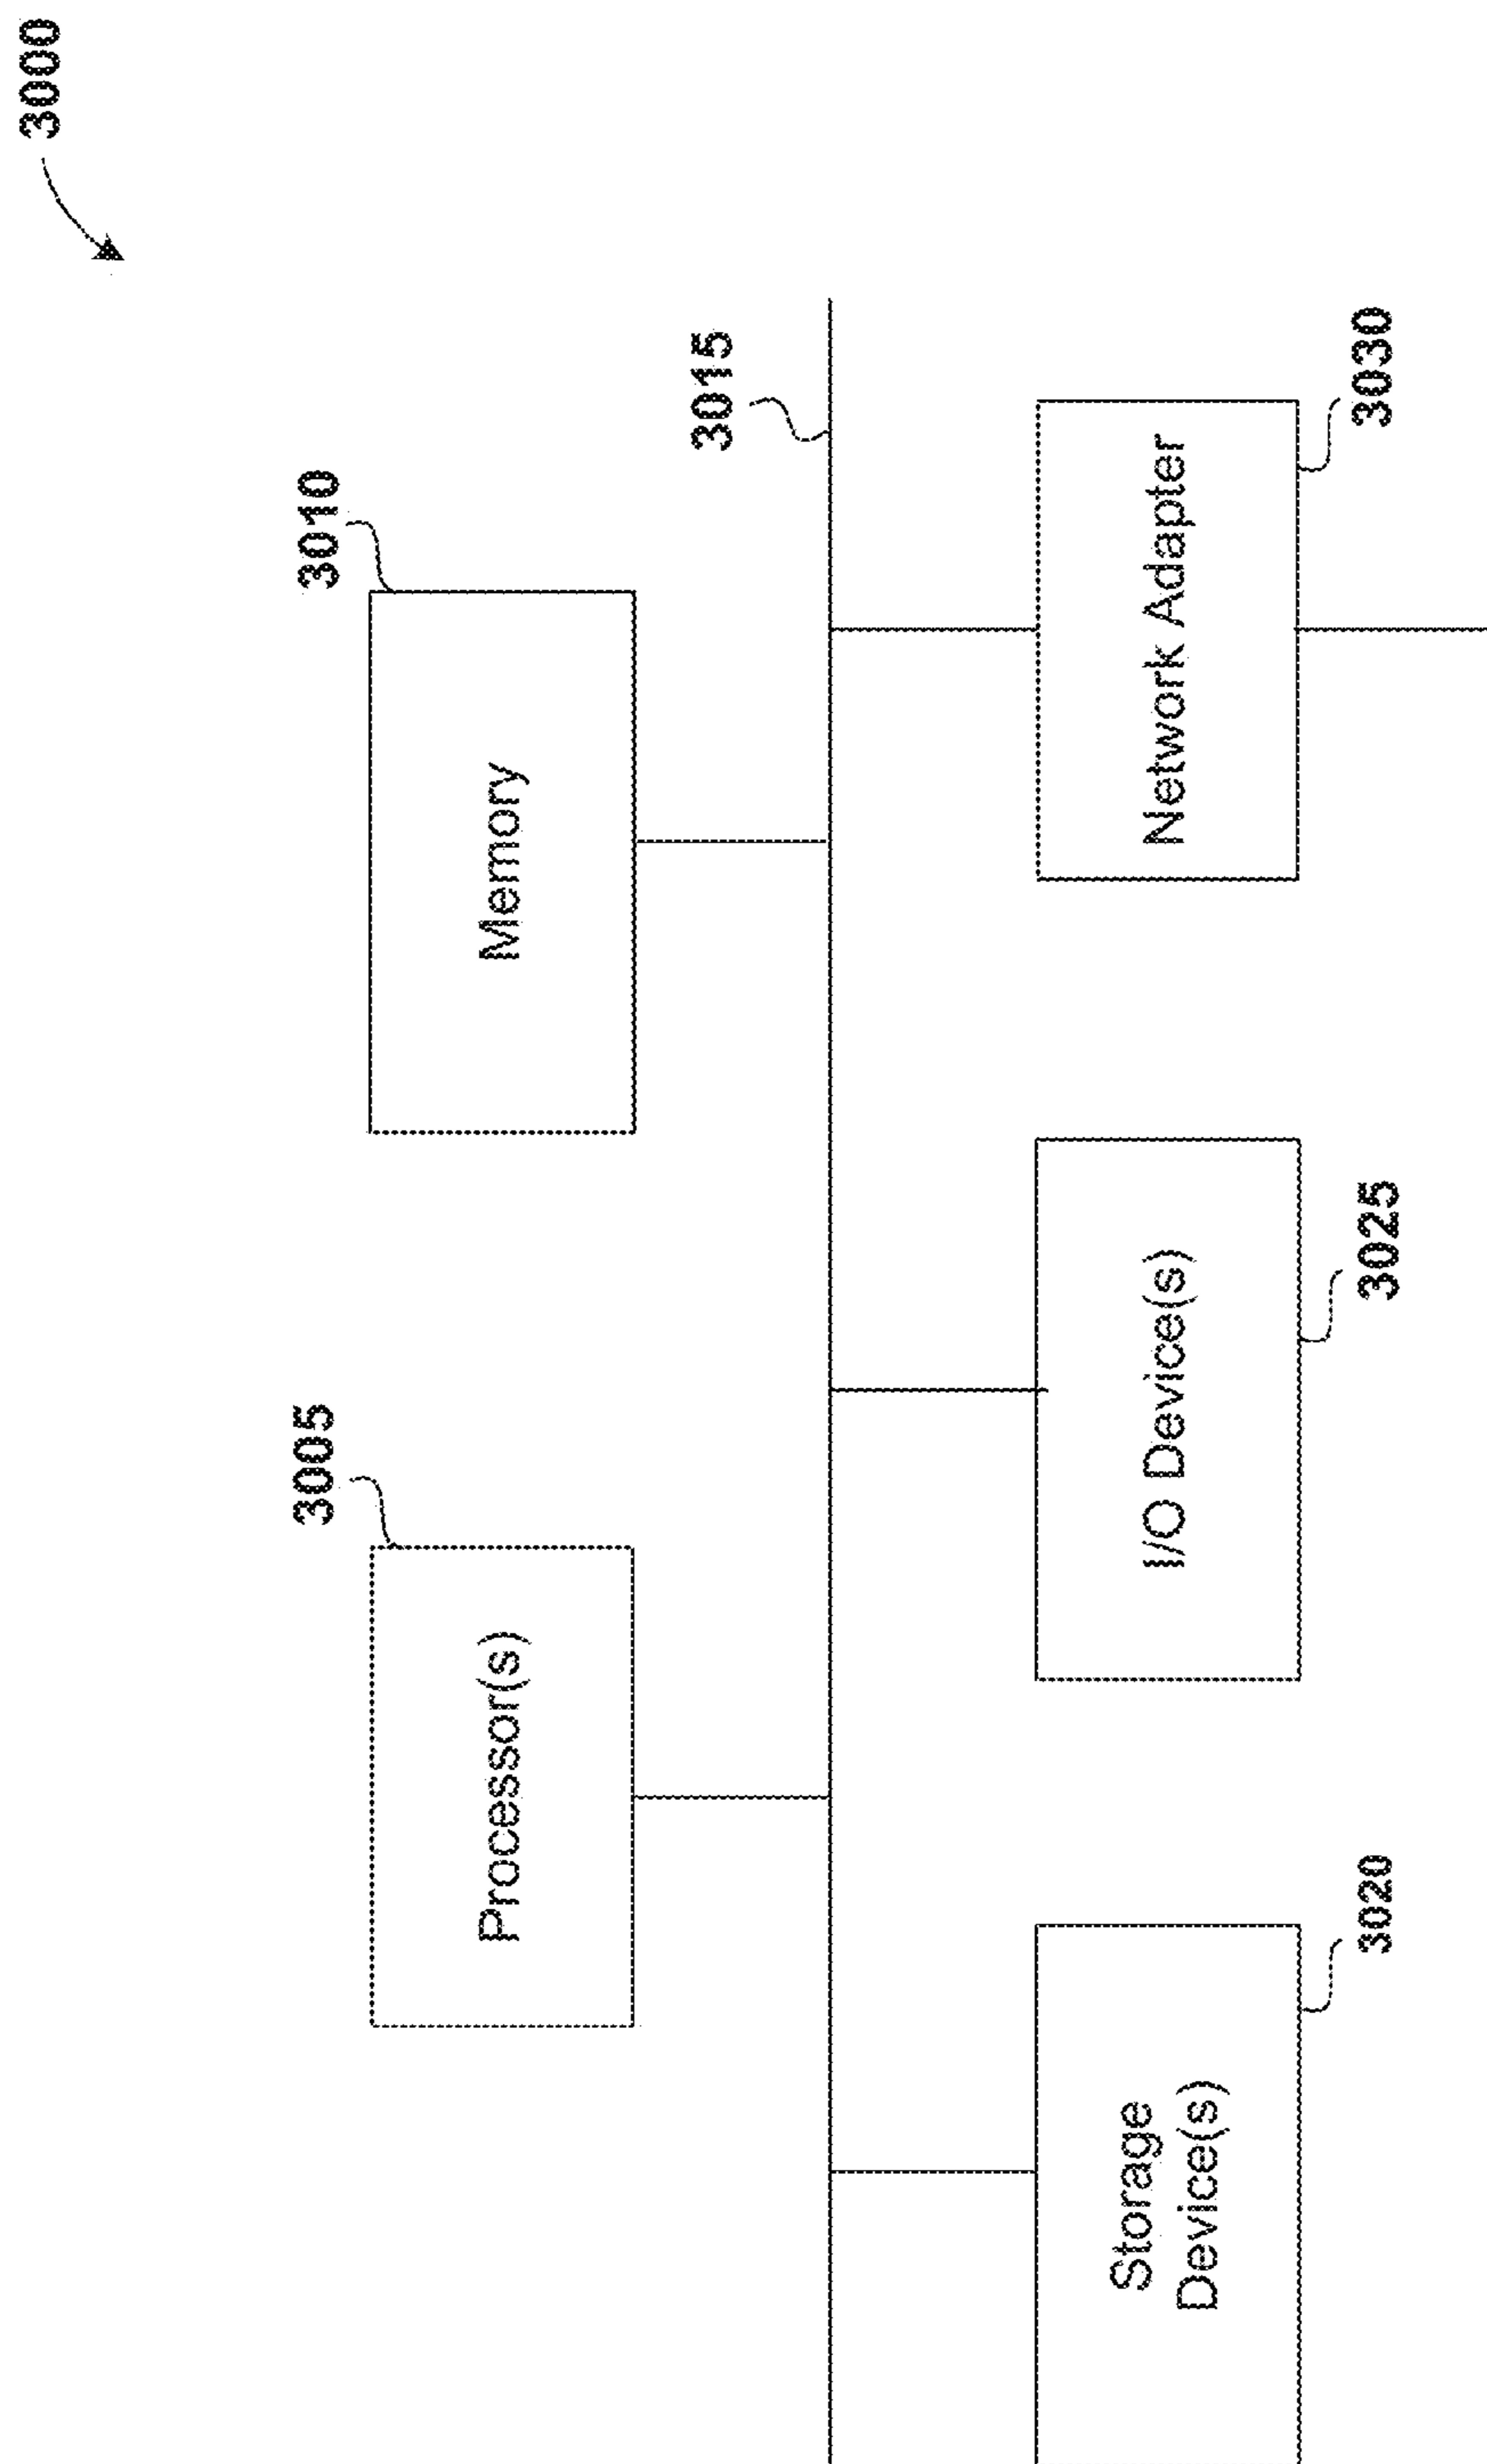 3000
3005
3010
Processor(s)
Memory
3015
Storage
Device(s)
I/O Device(s)
Network Adapter
3020
3025
3030